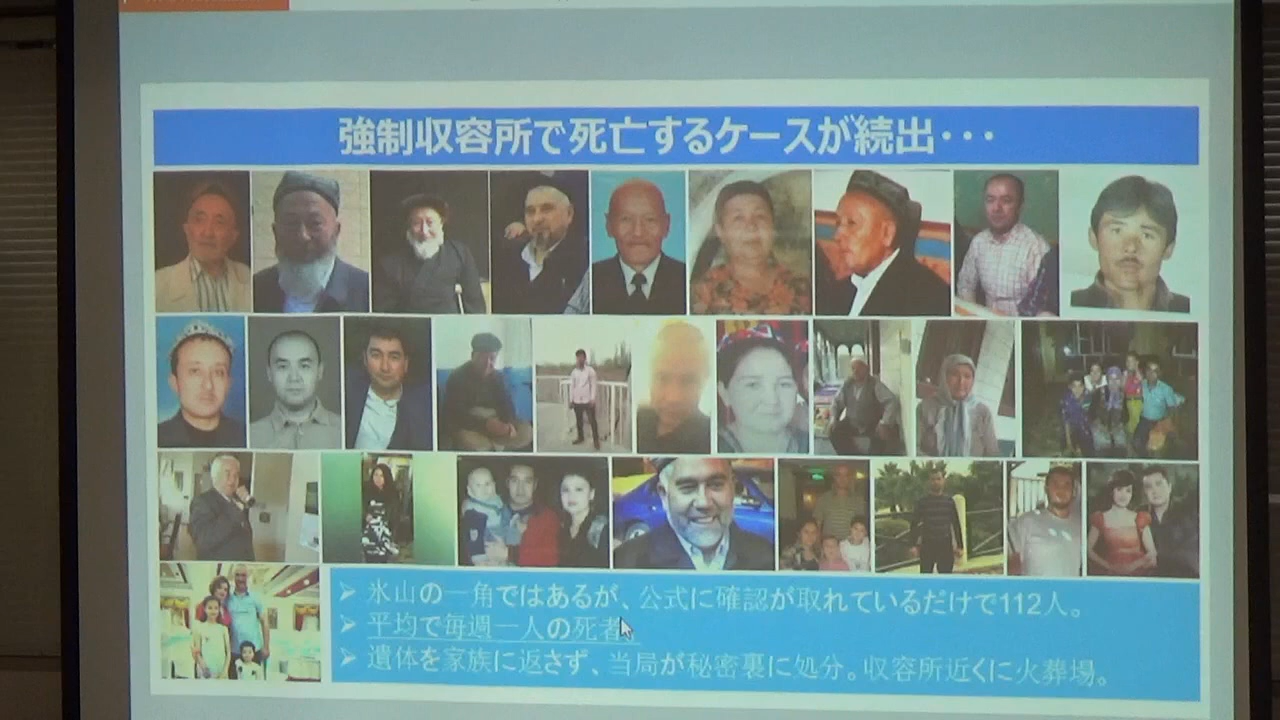 強制収容所で死亡するケースが続出・・・
➤ 氷山の一角ではあるが、公式に確認が取れているだけで112人。
➤ 平均で毎週一人の死者。
➤ 遺体を家族に返さず、当局が秘密裏に処分。収容所近くに火葬場。